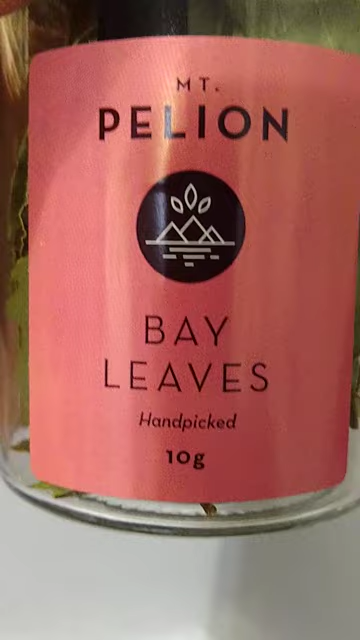 MT.
PELION
BAY
LEAVES
Handpicked
10g